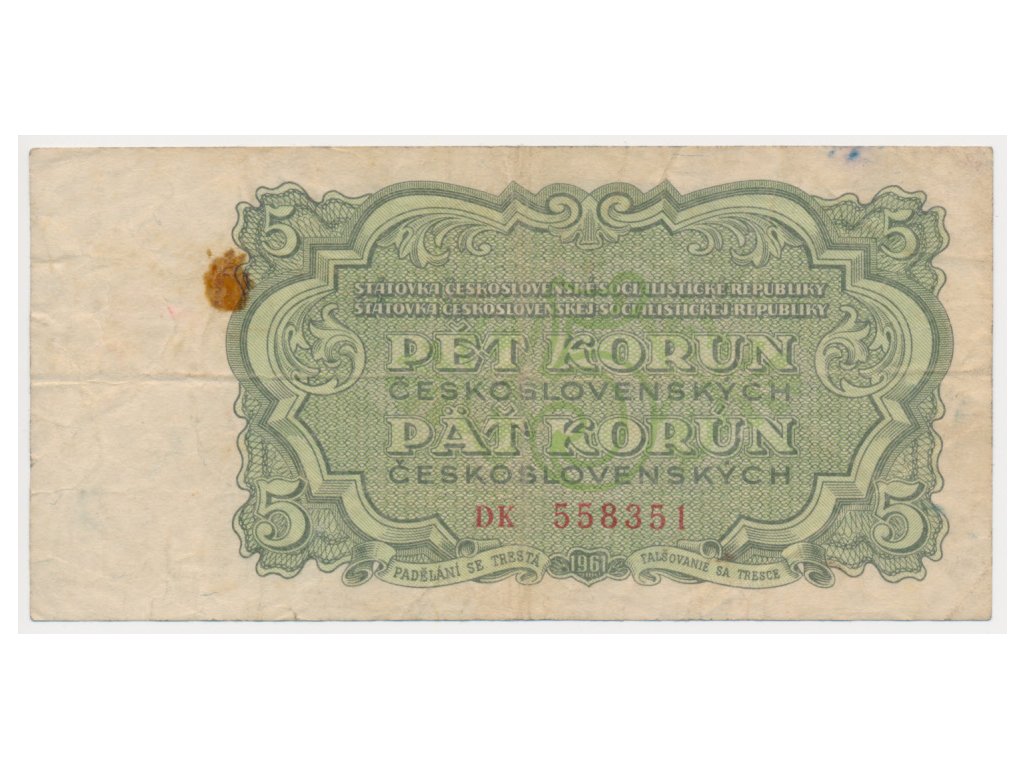 5 5
STÁTOVKA ČESKOSLOVENSKÉ SOCIALISTICKÉ REPUBLIKY
ŠTÁTOVKA ČESKOSLOVENSKEJ SOCIALISTICKEJ REPUBLIKY
PĚT KORUN
ČESKOSLOVENSKÝCH
PÄŤ KORÚN
ČESKOSLOVENSKÝCH
5 5
DK 558351
PADĚLÁNÍ SE TRESTÁ 1961 FALŠOVANIE SA TRESCE